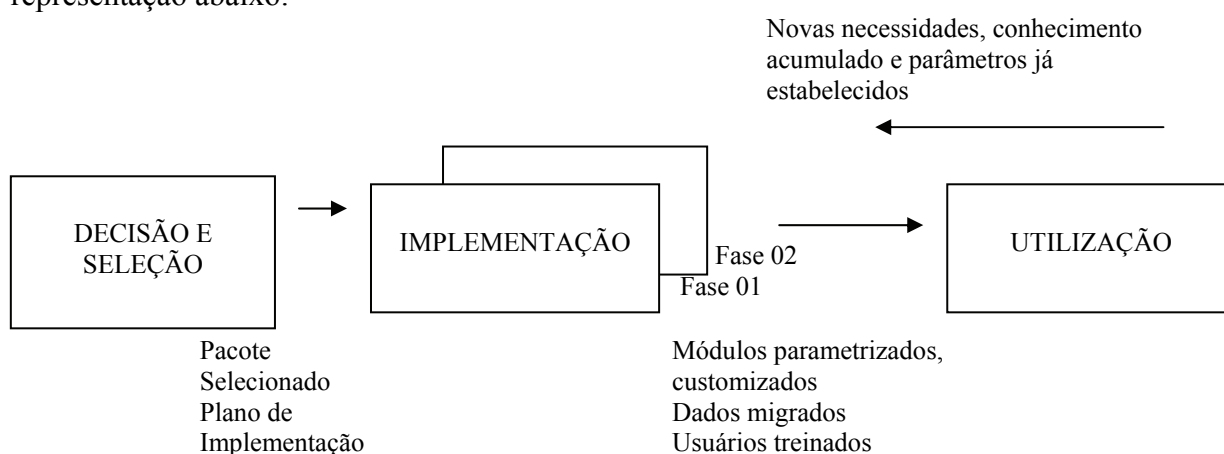 representação abaixo:
Novas necessidades, conhecimento
acumulado e parâmetros já
estabelecidos
DECISÃO E
SELEÇÃO
IMPLEMENTAÇÃO
UTILIZAÇÃO
Fase 02
Fase 01
Pacote
Selecionado
Plano de
Implementação
Módulos parametrizados,
customizados
Dados migrados
Usuários treinados